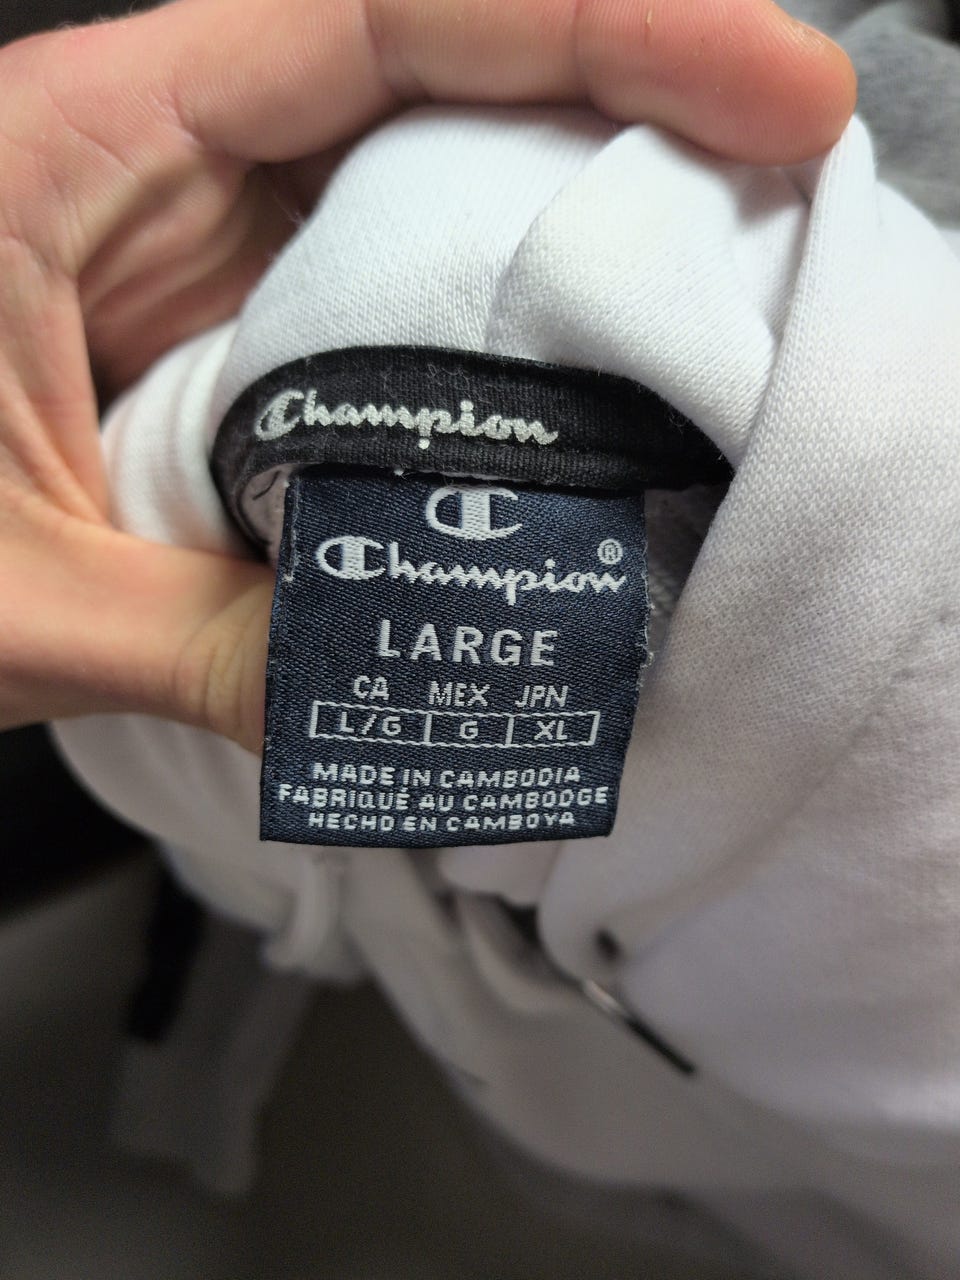 Champion
C
Champion®
LARGE
CA MEX JPN
L/G G XL
MADE IN CAMBODIA
FABRIQUÉ AU CAMBODGE
HECHO EN CAMBOYA